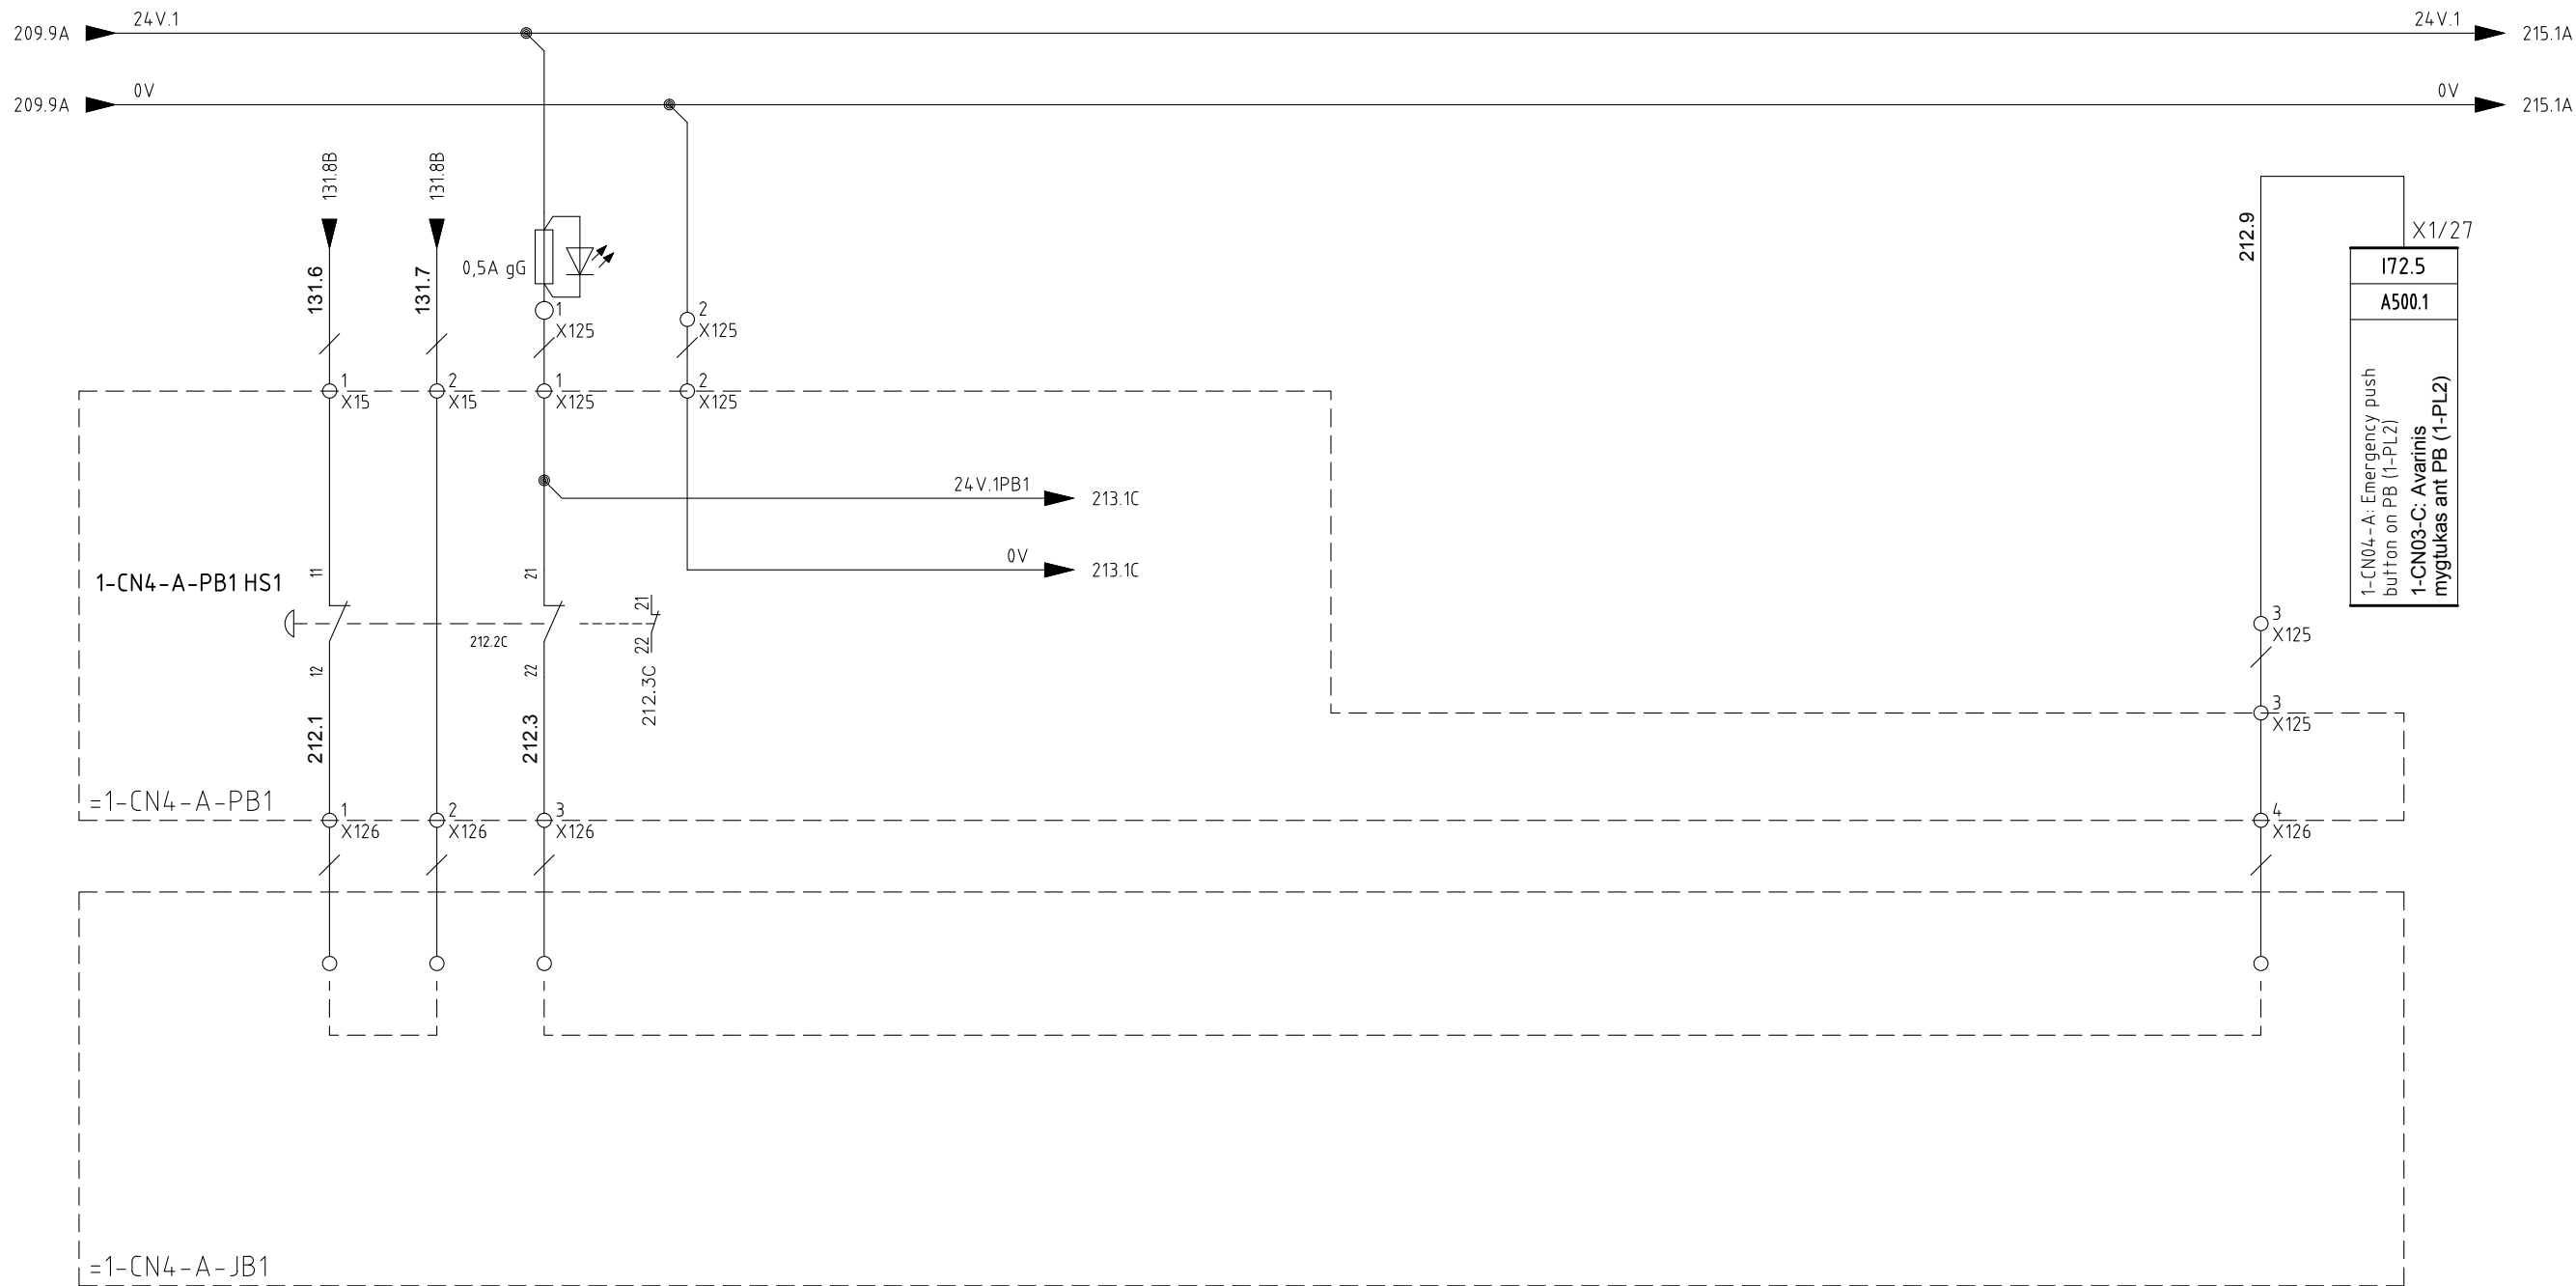 24V.1
24V.1
209.9A
215.1A
0V
0V
209.9A
215.1A
131.8B
131.8B
131.6
131.7
0,5A gG
1
X125
2
X125
212.9
X1/27
I72.5
A500.1
1-CN04-A: Emergency push
button on PB (1-PL2)
1-CN03-C: Avarinis
mygtukas ant PB (1-PL2)
1
X15
2
X15
1
X125
2
X125
24V.1PB1
213.1C
0V
213.1C
1-CN4-A-PB1 HS1
11
12
21
22
212.2C
21
22
212.3C
3
X125
3
X125
212.1
212.3
=1-CN4-A-PB1
1
X126
2
X126
3
X126
4
X126
=1-CN4-A-JB1